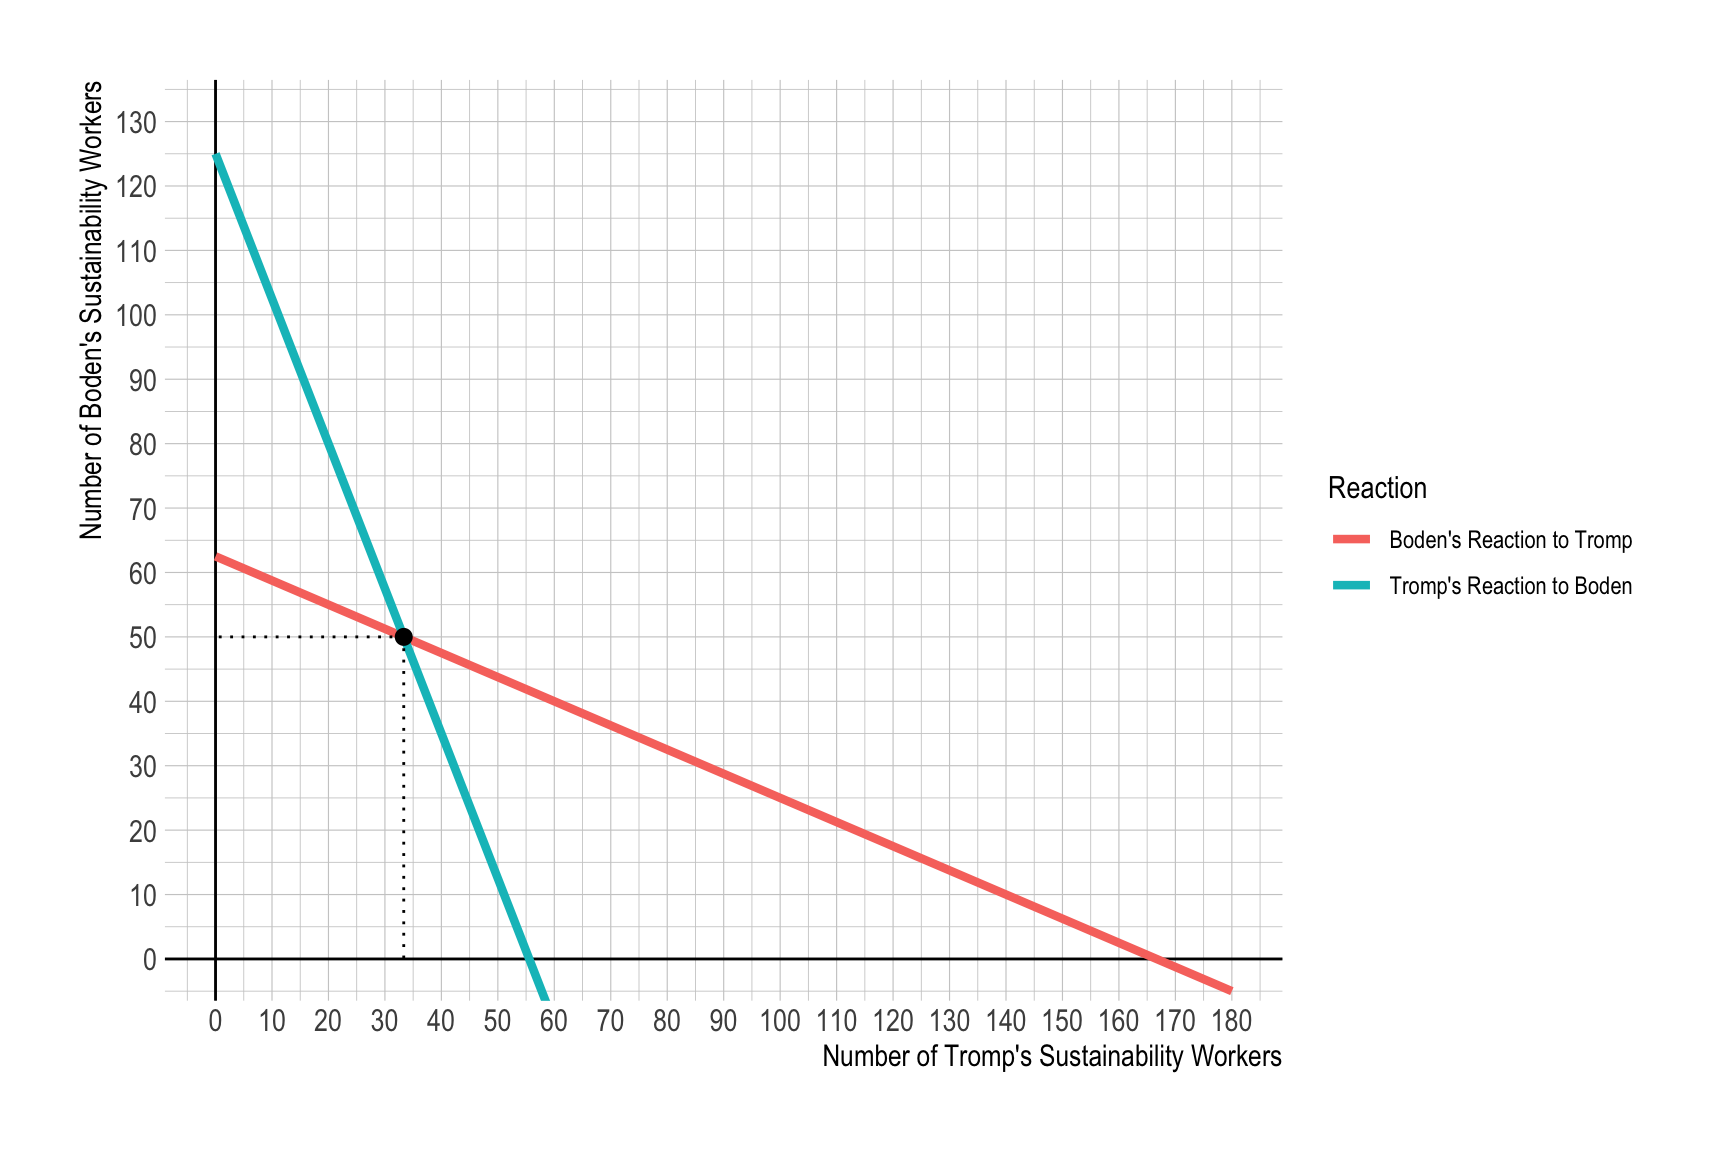 Number of Boden's Sustainability Workers
130
120
110
100
90
80
70
60
50
40
30
20
10
0
0 10 20 30 40 50 60 70 80 90 100 110 120 130 140 150 160 170 180
Number of Tromp's Sustainability Workers
Reaction
Boden's Reaction to Tromp
Tromp's Reaction to Boden